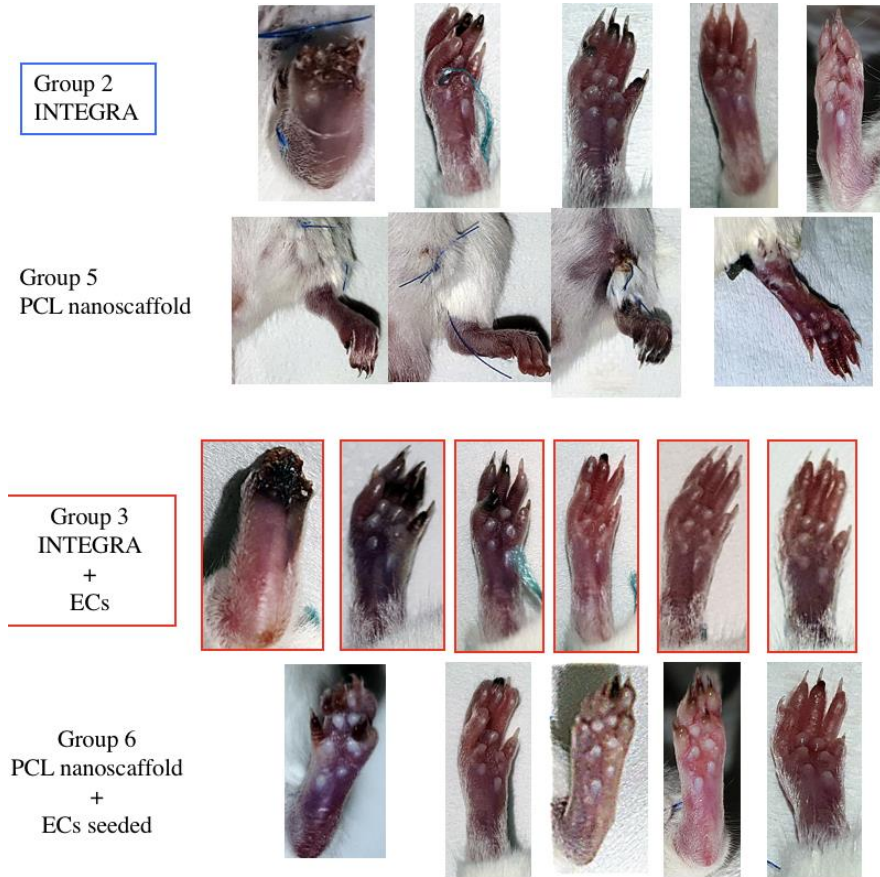 Group 2
INTEGRA
Group 5
PCL nanoscaffold
Group 3
INTEGRA
+
ECs
Group 6
PCL nanoscaffold
+
ECs seeded